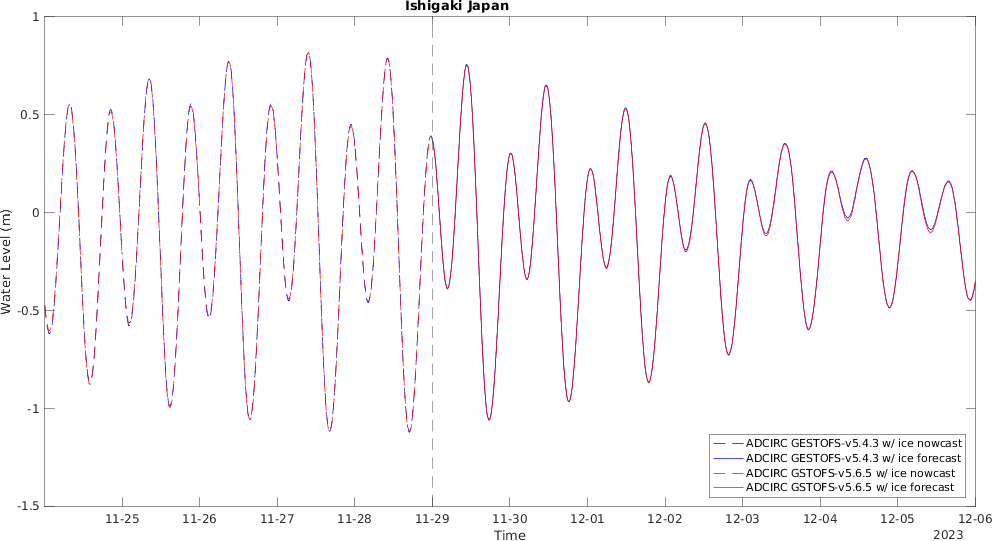 Ishigaki Japan
1
0.5
0
-0.5
-1
-1.5
Water Level (m)
11-25 11-26 11-27 11-28 11-29 11-30 12-01 12-02 12-03 12-04 12-05 12-06
Time
2023
ADCIRC GESTOFS-v5.4.3 w/ ice nowcast
ADCIRC GESTOFS-v5.4.3 w/ ice forecast
ADCIRC GSTOFS-v5.6.5 w/ ice nowcast
ADCIRC GSTOFS-v5.6.5 w/ ice forecast